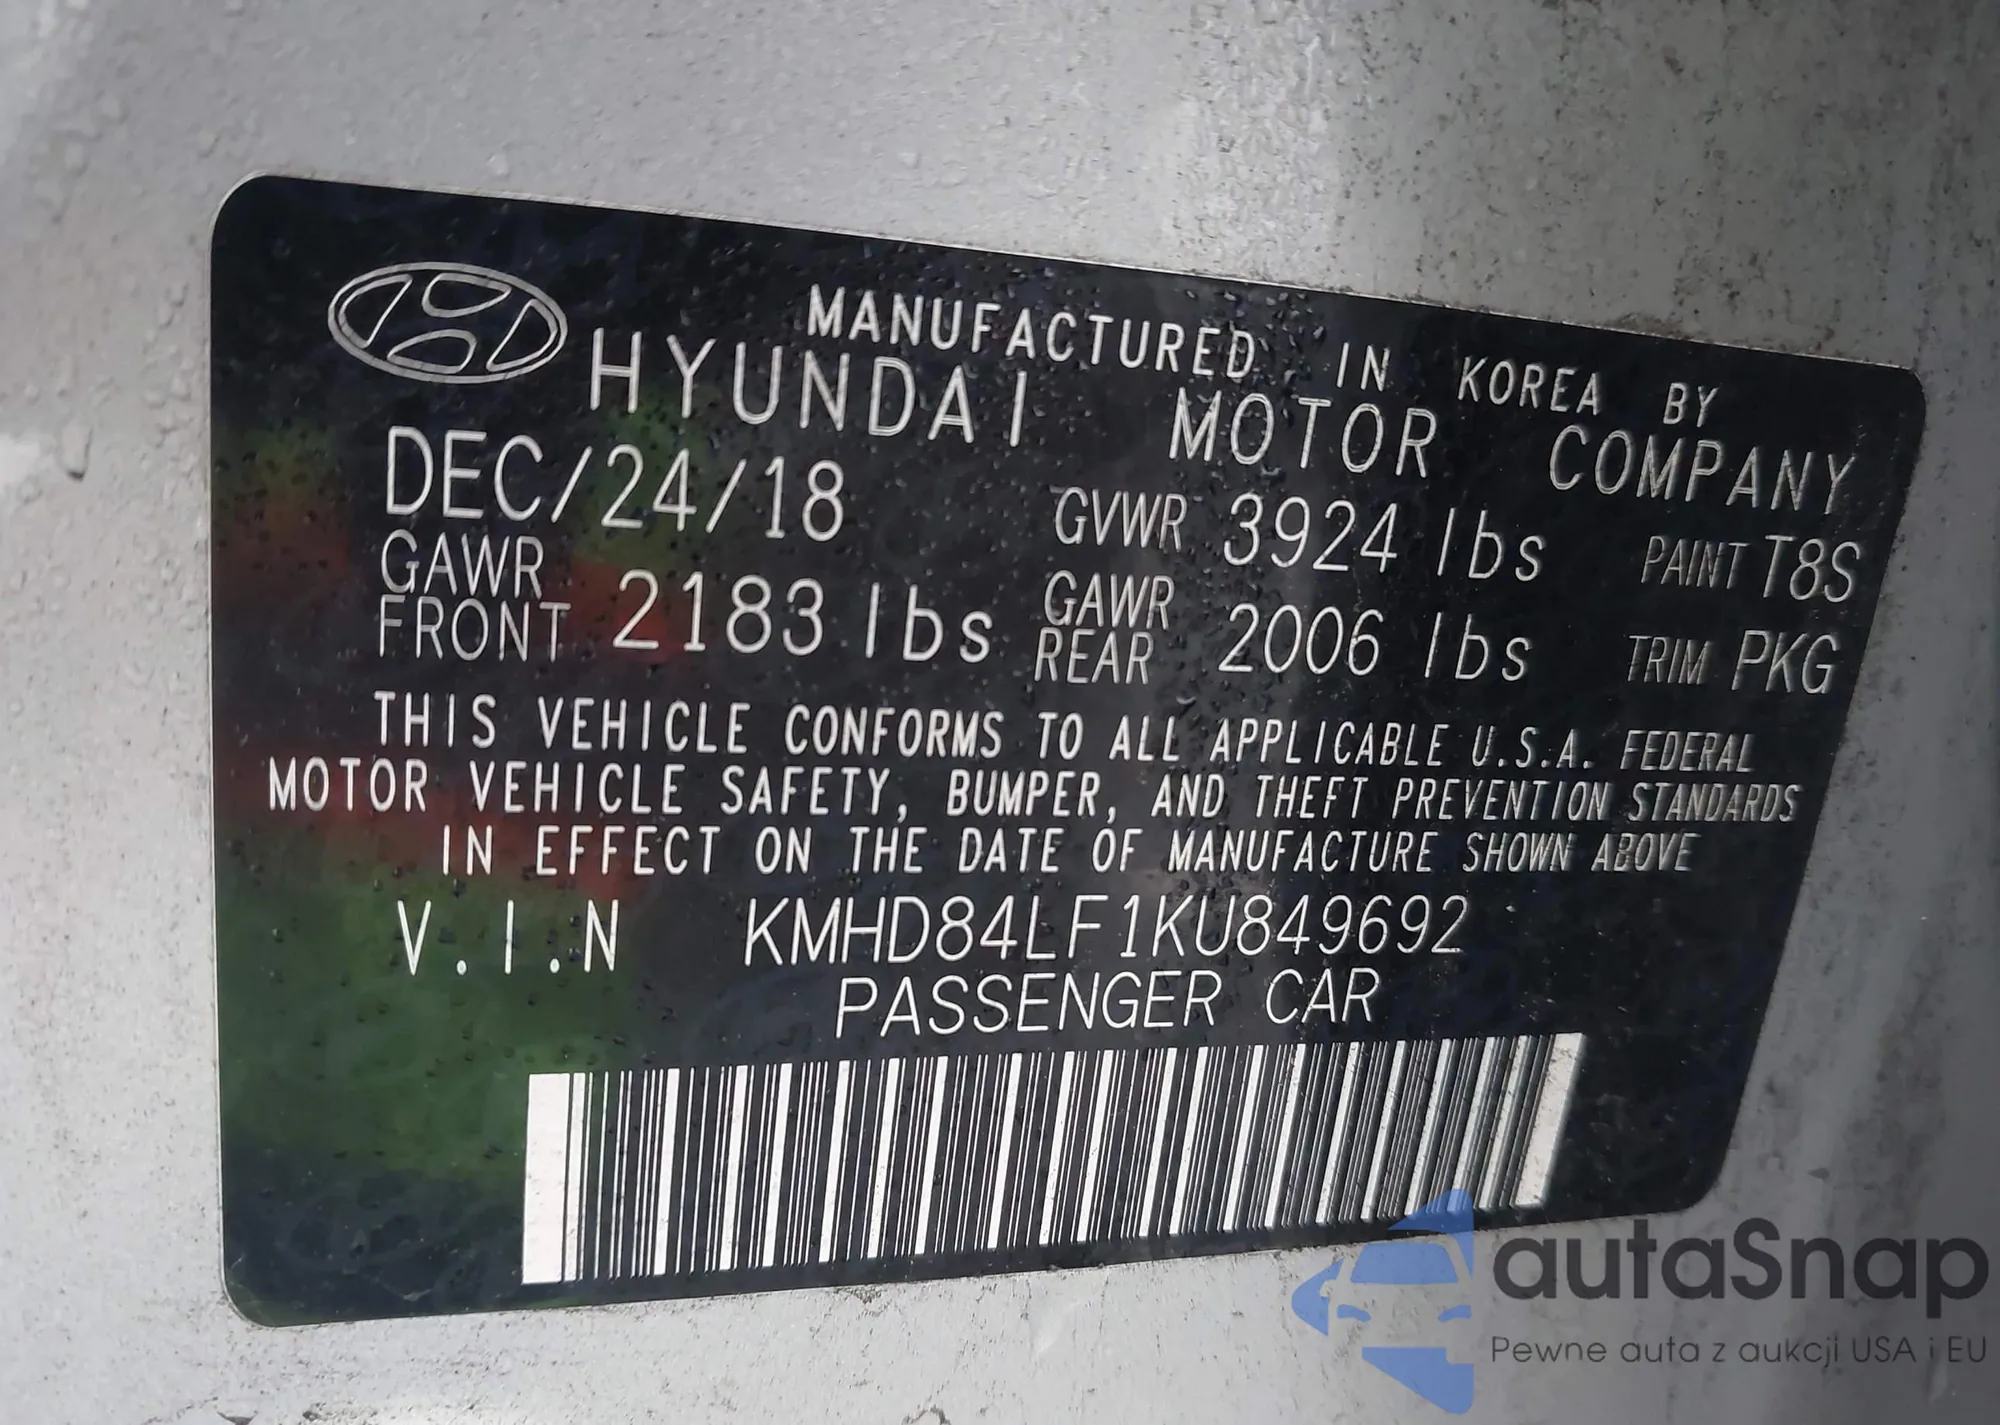 MANUFACTURED IN KOREA BY
HYUNDAI MOTOR COMPANY
DEC/24/18 GVWR 3924 lbs PAINT T8S
GAWR FRONT 2183 lbs GAWR REAR 2006 lbs TRIM PKG
THIS VEHICLE CONFORMS TO ALL APPLICABLE U.S.A. FEDERAL
MOTOR VEHICLE SAFETY, BUMPER, AND THEFT PREVENTION STANDARDS
IN EFFECT ON THE DATE OF MANUFACTURE SHOWN ABOVE
V.I.N KMHD84LF1KU849692
PASSENGER CAR
autaSnap
Pewne auta z aukcji USA i EU